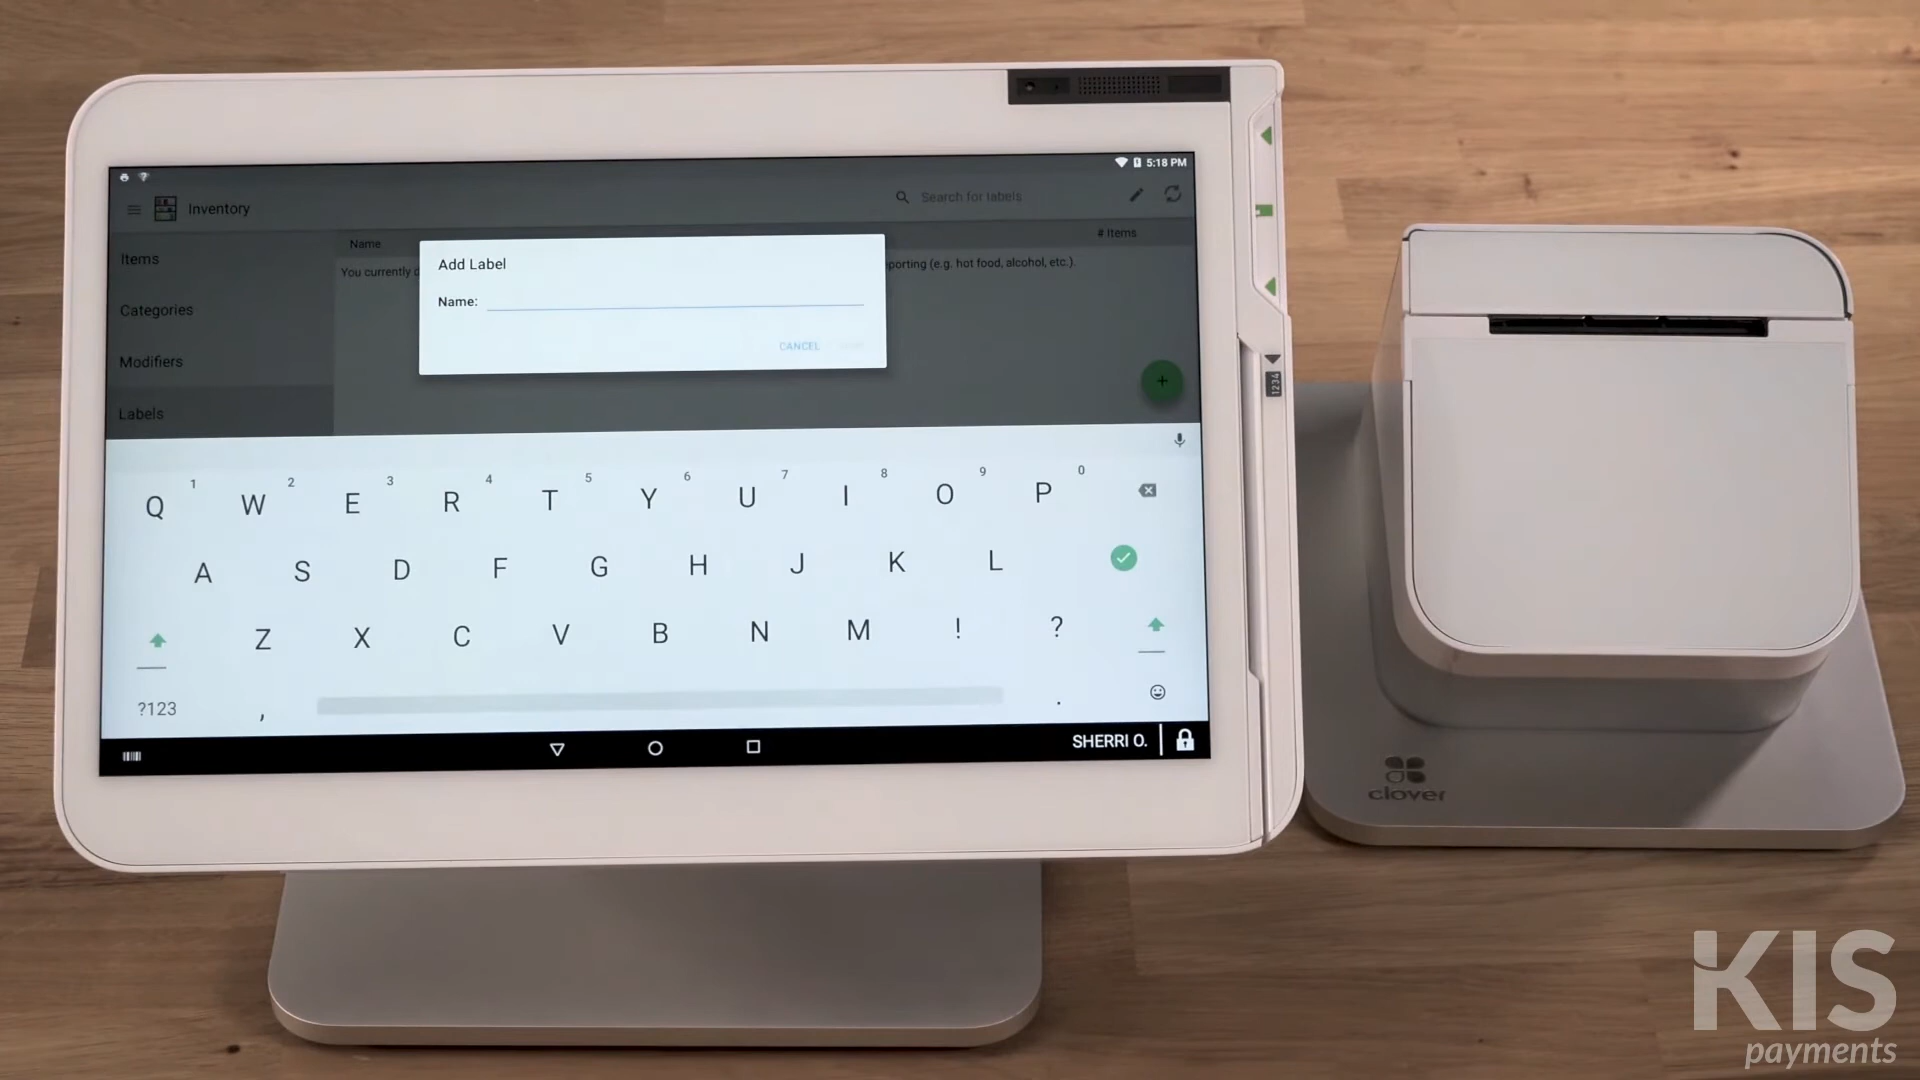 5:18 PM
Inventory
Search for labels
Items
Categories
Modifiers
Labels
Name
# Items
You currently
porting (e.g. hot food, alcohol, etc.).
Add Label
Name:
CANCEL
+
1 2 3 4 5 6 7 8 9 0
Q W E R T Y U I O P
A S D F G H J K L
Z X C V B N M ! ?
?123 , .
SHERRI O.
1234
clover
KIS
payments